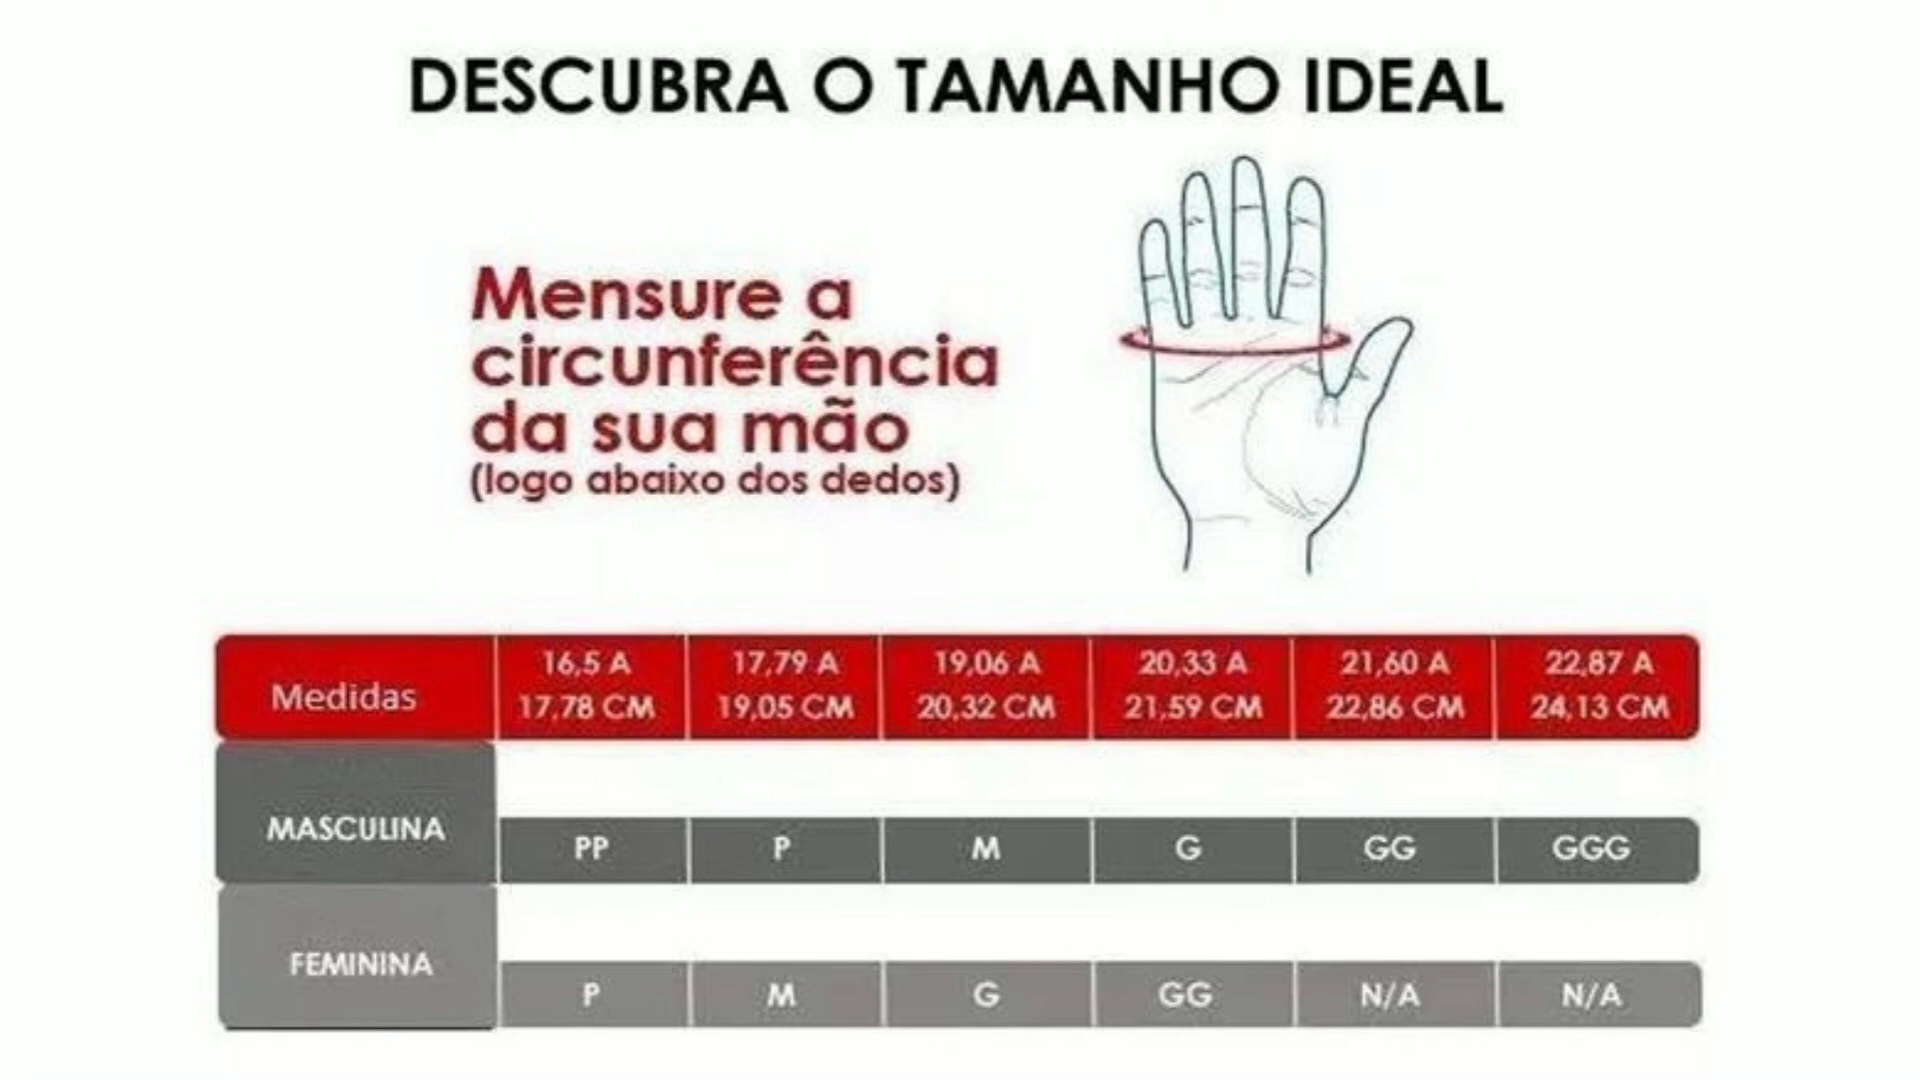 DESCUBRA O TAMANHO IDEAL
Mensure a
circunferência
da sua mão
(logo abaixo dos dedos)
Medidas
16,5 A
17,78 CM
17,79 A
19,05 CM
19,06 A
20,32 CM
20,33 A
21,59 CM
21,60 A
22,86 CM
22,87 A
24,13 CM
MASCULINA
PP
P
M
G
GG
GGG
FEMININA
P
M
G
GG
N/A
N/A